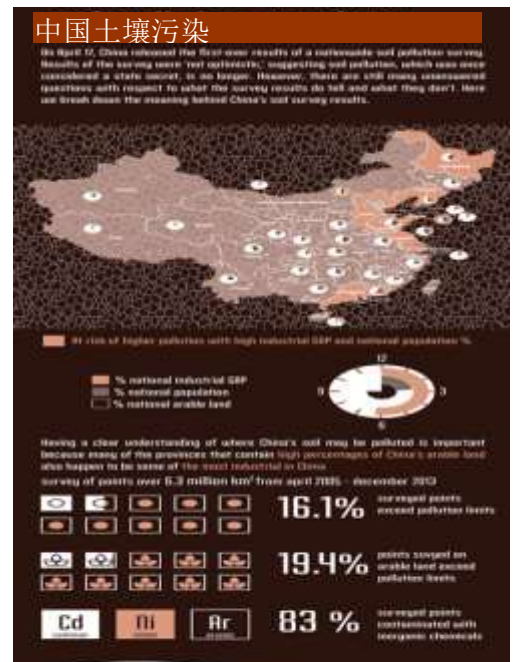 中国土壤污染
On April 17, China released the first-ever results of a nationwide soil pollution survey.
Results of the survey were 'not optimistic,' suggesting soil pollution, which was once
considered a state secret, is no longer. However, there are still many unanswered
questions with respect to what the survey results do tell and what they don't. Here
we break down the meaning behind China's soil survey results.
At risk of higher pollution with high industrial GDP and national population %
12
% national industrial GDP
% national population
% national arable land
9
3
6
Having a clear understanding of where China's soil may be polluted is important
because many of the provinces that contain high percentages of China's arable land
also happen to be some of the most industrial in China
survey of points over 6.3 million km² from april 2005 - december 2013
16.1%
surveyed points
exceed pollution limits
19.4%
points survyed on
arable land exceed
pollution limits
Cd
Ni
Ar
83 %
surveyed points
contaminated with
inorganic chemicals